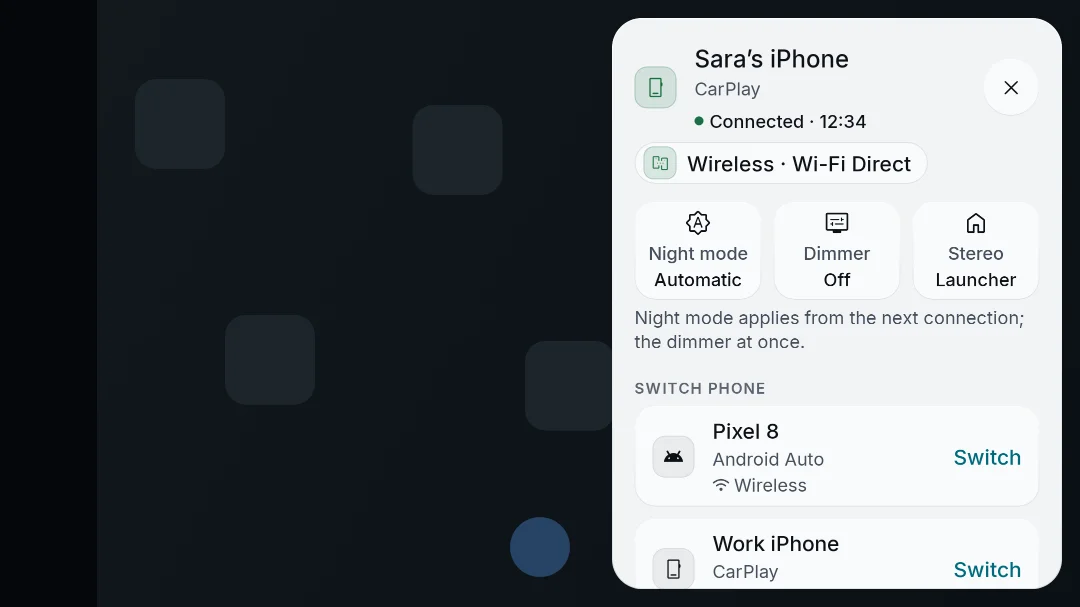 Sara’s iPhone
CarPlay
Connected · 12:34
Wireless · Wi-Fi Direct
Night mode
Automatic
Dimmer
Off
Stereo
Launcher
Night mode applies from the next connection;
the dimmer at once.
SWITCH PHONE
Pixel 8
Android Auto
Wireless
Switch
Work iPhone
CarPlay
Switch